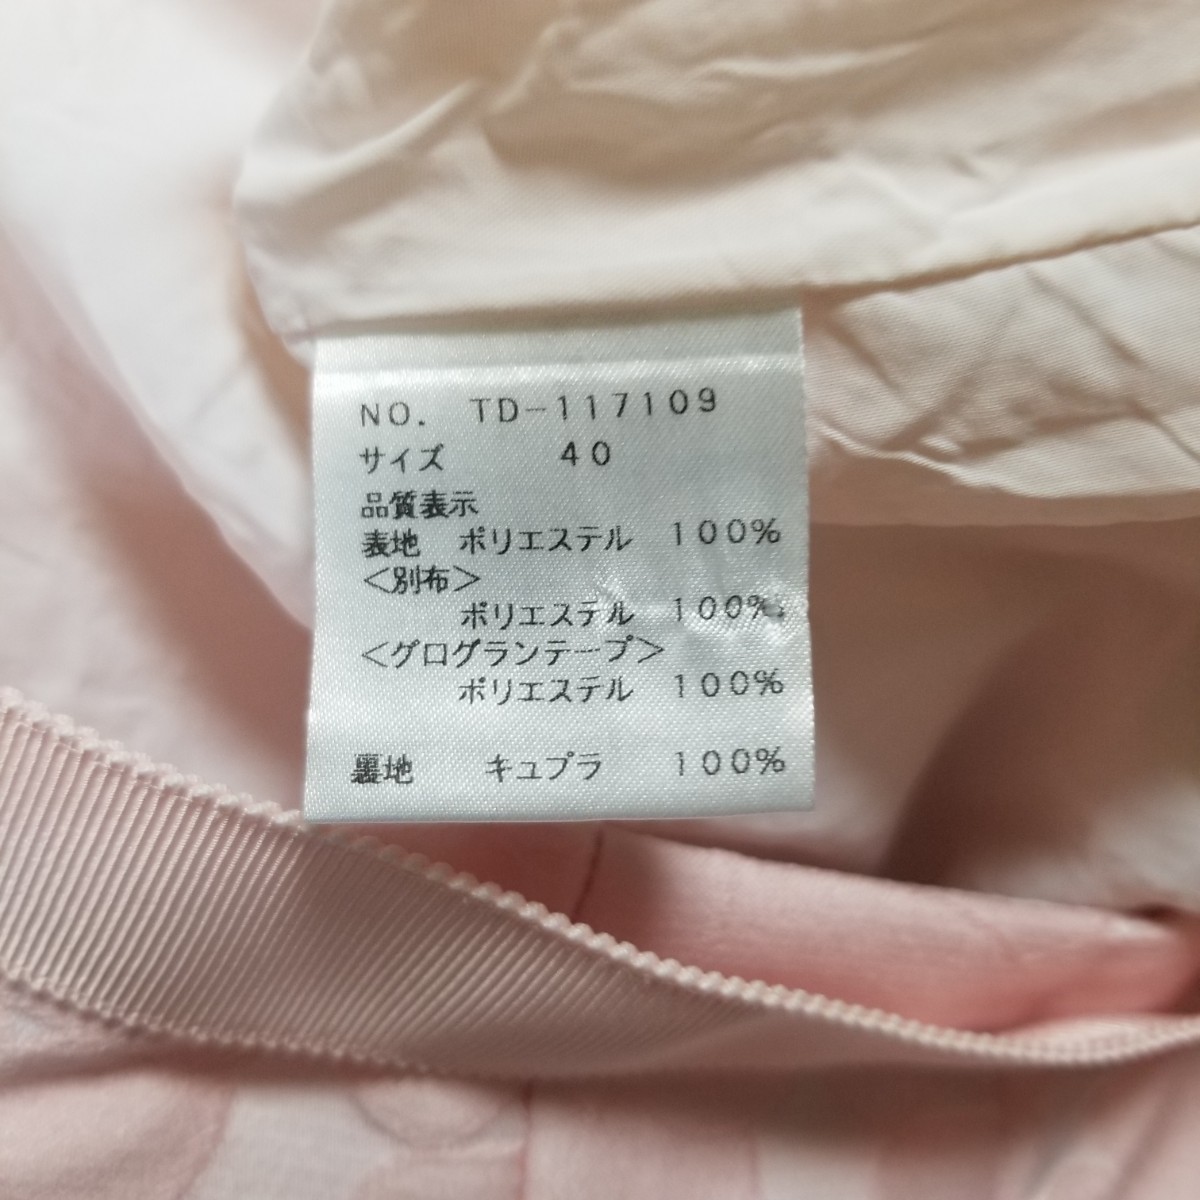 NO. TD-117109
サイズ 40
品質表示
表地 ポリエステル 100%
<別布>
ポリエステル 100%
<グログランテープ>
ポリエステル 100%
裏地 キュプラ 100%